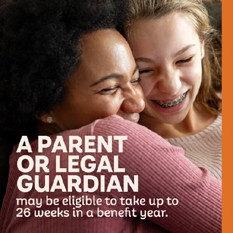 A PARENT
OR LEGAL
GUARDIAN
may be eligible to take up to
26 weeks in a benefit year.